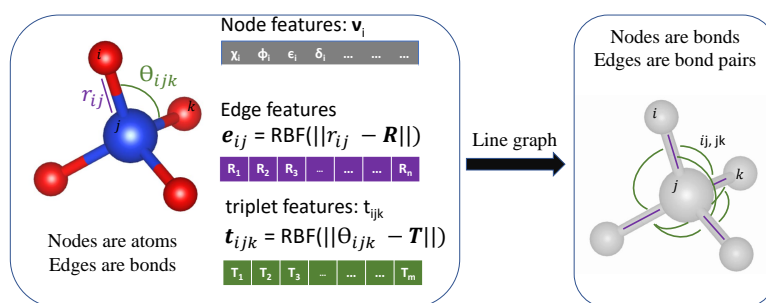 Node features: νᵢ
χᵢ ϕᵢ ϵᵢ δᵢ ... ... ...
i
Θᵢⱼₖ
rᵢⱼ
k
j
Edge features
eᵢⱼ = RBF(||rᵢⱼ − R||)
R₁ R₂ R₃ ... ... ... Rₙ
triplet features: tᵢⱼₖ
tᵢⱼₖ = RBF(||Θᵢⱼₖ − T||)
T₁ T₂ T₃ ... ... ... Tₘ
Nodes are atoms
Edges are bonds
Line graph
Nodes are bonds
Edges are bond pairs
i
ij, jk
j
k